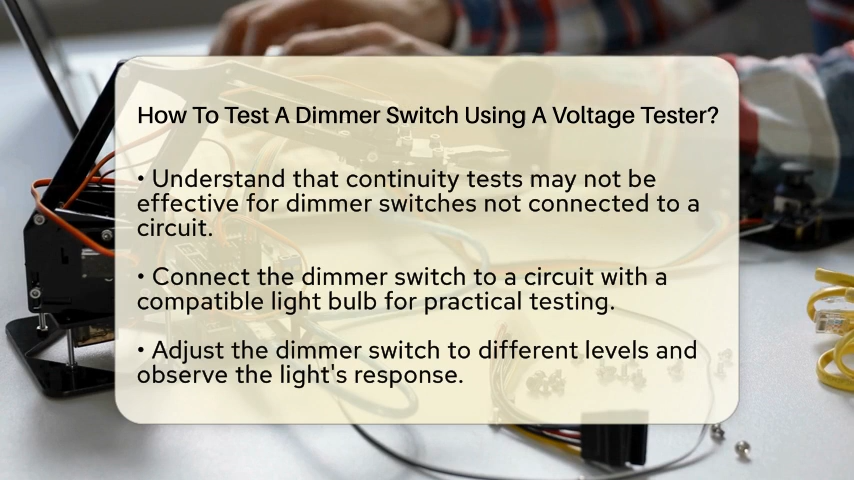 How To Test A Dimmer Switch Using A Voltage Tester?
• Understand that continuity tests may not be
effective for dimmer switches not connected to a
circuit.
• Connect the dimmer switch to a circuit with a
compatible light bulb for practical testing.
• Adjust the dimmer switch to different levels and
observe the light's response.